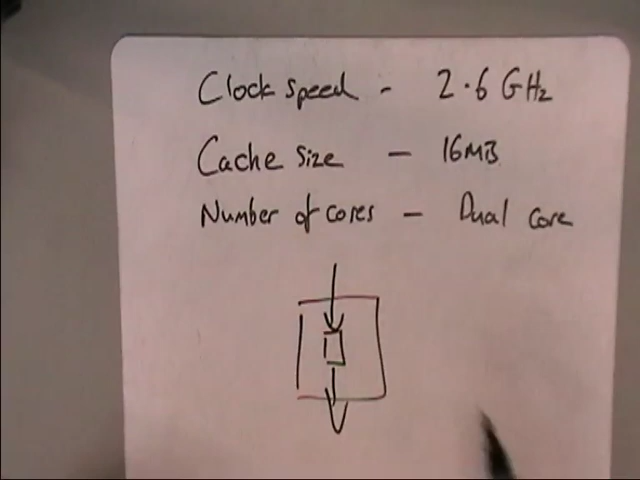 Clock speed - 2.6 GHz
Cache size - 16MB
Number of cores - Dual core